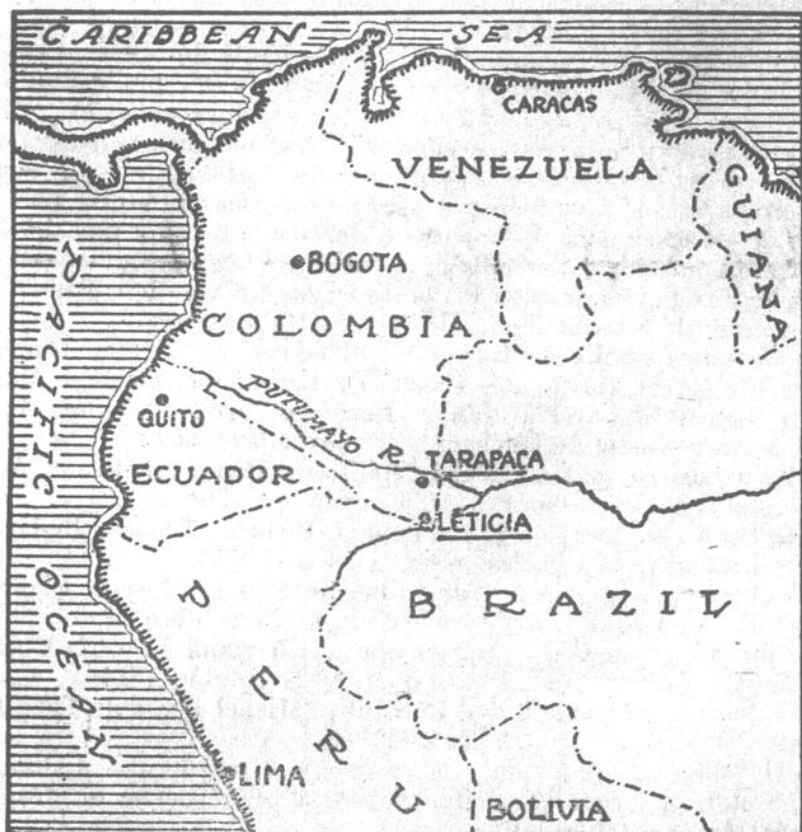 CARIBBEAN SEA
CARACAS
VENEZUELA
GUIANA
BOGOTA
COLOMBIA
PACIFIC OCEAN
PUTUMAYO R.
QUITO
TARAPACA
ECUADOR
LETICIA
PERU
BRAZIL
LIMA
BOLIVIA